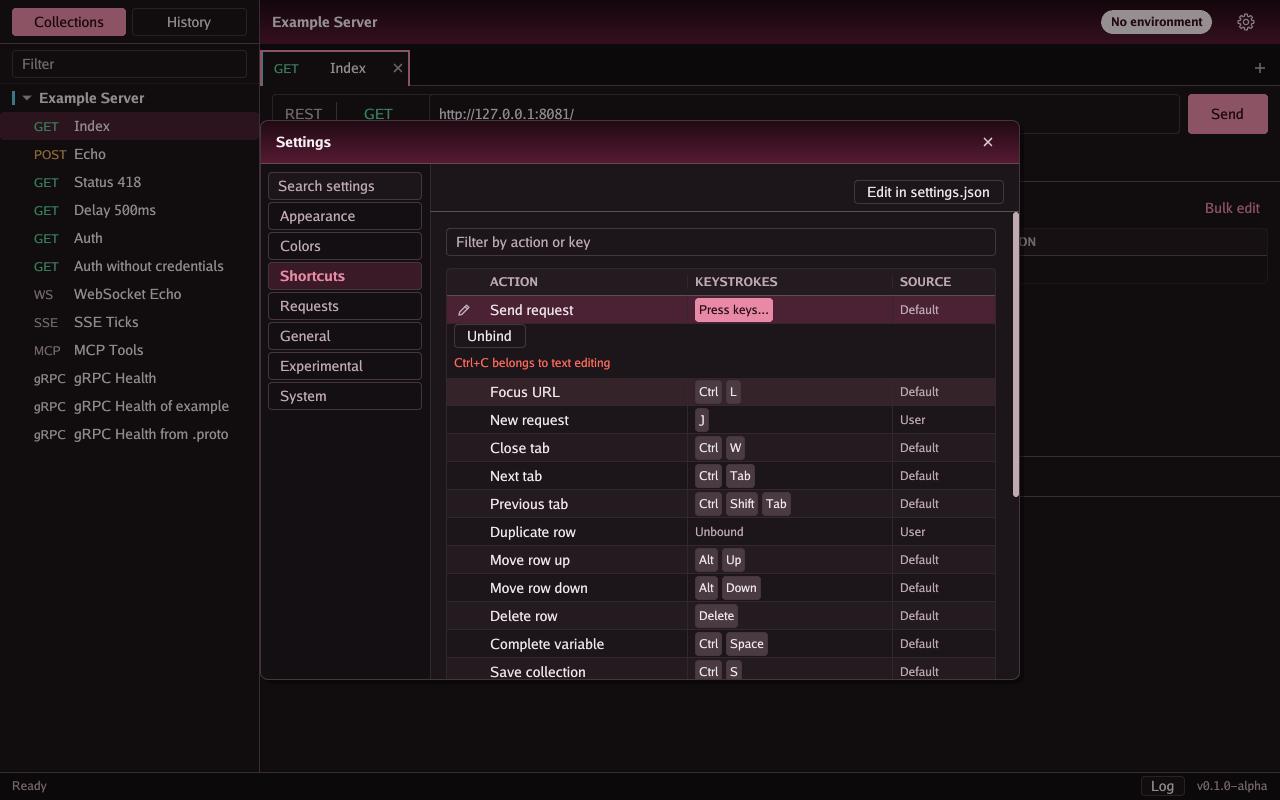 Collections
History
Example Server
No environment
Filter
GET Index
REST GET http://127.0.0.1:8081/ Send
Example Server
GET Index
POST Echo
GET Status 418
GET Delay 500ms
GET Auth
GET Auth without credentials
WS WebSocket Echo
SSE SSE Ticks
MCP MCP Tools
gRPC gRPC Health
gRPC gRPC Health of example
gRPC gRPC Health from .proto
Bulk edit
ON
Settings
Search settings
Appearance
Colors
Shortcuts
Requests
General
Experimental
System
Edit in settings.json
Filter by action or key
ACTION KEYSTROKES SOURCE
Send request Press keys... Default
Unbind
Ctrl+C belongs to text editing
Focus URL Ctrl L Default
New request J User
Close tab Ctrl W Default
Next tab Ctrl Tab Default
Previous tab Ctrl Shift Tab Default
Duplicate row Unbound User
Move row up Alt Up Default
Move row down Alt Down Default
Delete row Delete Default
Complete variable Ctrl Space Default
Save collection Ctrl S Default
Ready
Log
v0.1.0-alpha